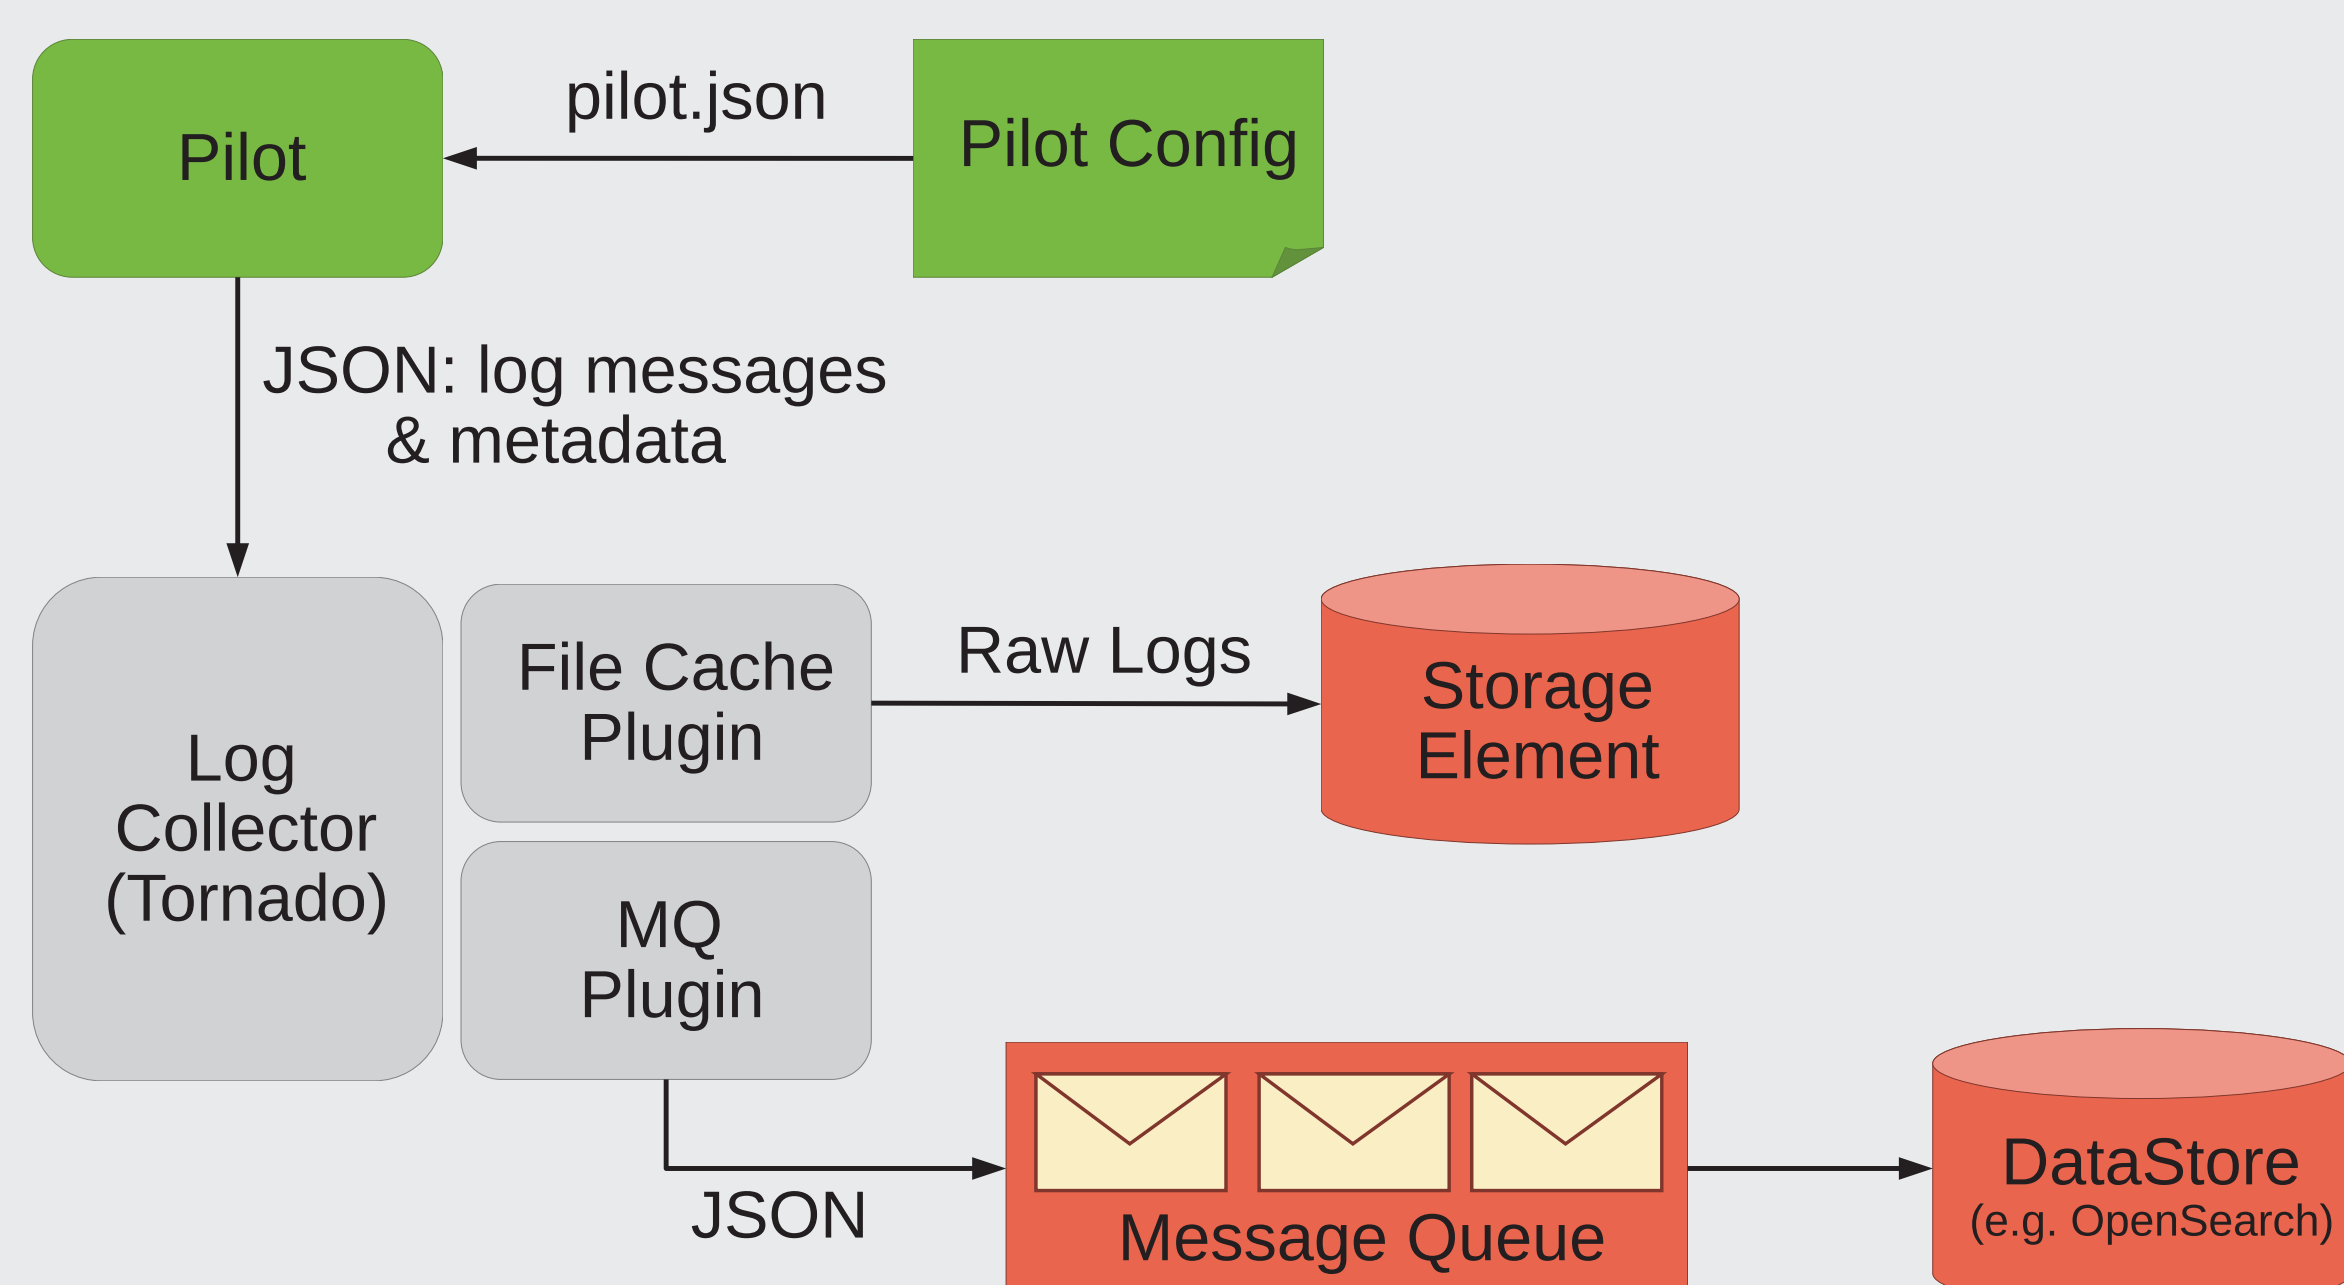 Pilot
pilot.json
Pilot Config
JSON: log messages
& metadata
Log
Collector
(Tornado)
File Cache
Plugin
Raw Logs
Storage
Element
MQ
Plugin
JSON
Message Queue
DataStore
(e.g. OpenSearch)